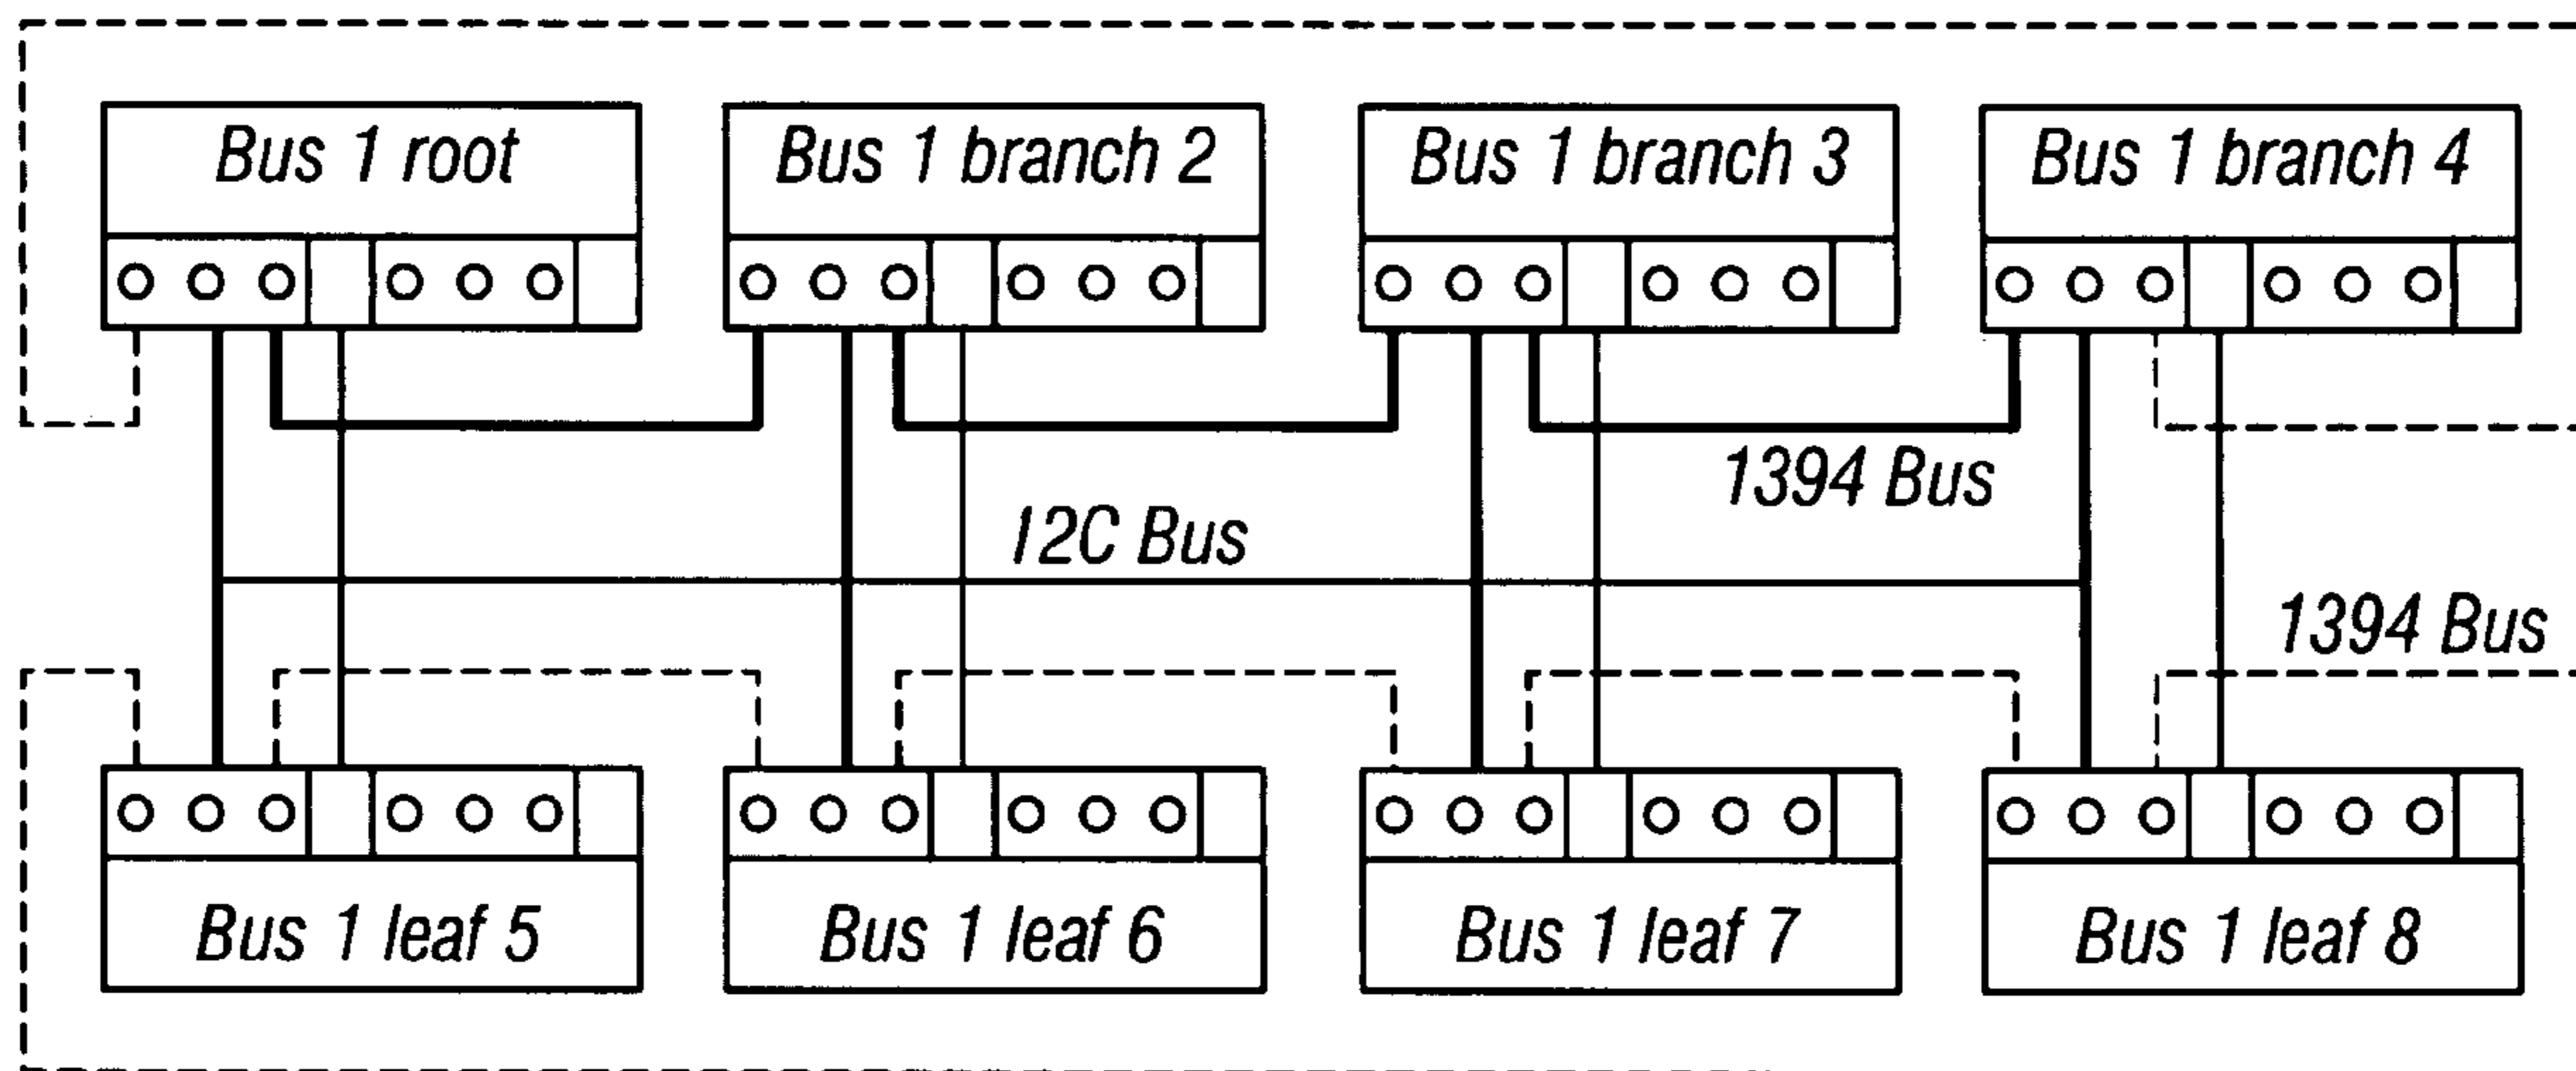 Bus 1 root
Bus 1 branch 2
Bus 1 branch 3
Bus 1 branch 4
1394 Bus
I2C Bus
1394 Bus
Bus 1 leaf 5
Bus 1 leaf 6
Bus 1 leaf 7
Bus 1 leaf 8